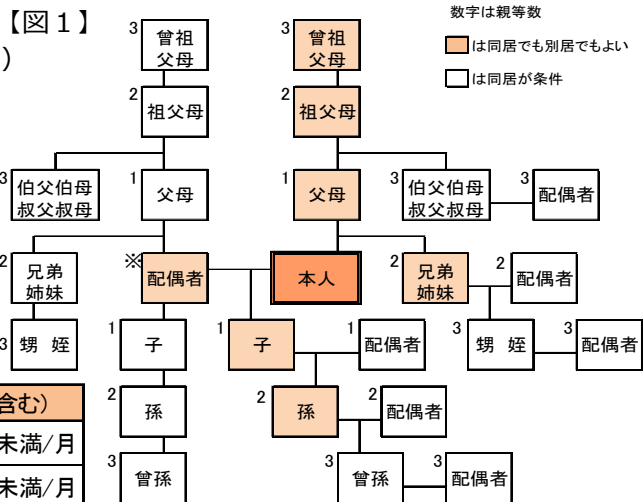 【図１】
）
数字は親等数
は同居でも別居でもよい
は同居が条件
3 曾祖
父母
3 曾祖
父母
2 祖父母
2 祖父母
3 伯父伯母
叔父叔母
1 父母
1 父母
3 伯父伯母
叔父叔母
3 配偶者
2 兄弟
姉妹
※ 配偶者
本人
2 兄弟
姉妹
2 配偶者
3 甥 姪
1 子
1 子
1 配偶者
3 甥 姪
3 配偶者
2 孫
2 孫
2 配偶者
3 曾孫
3 曾孫
3 配偶者
含む）
未満/月
未満/月